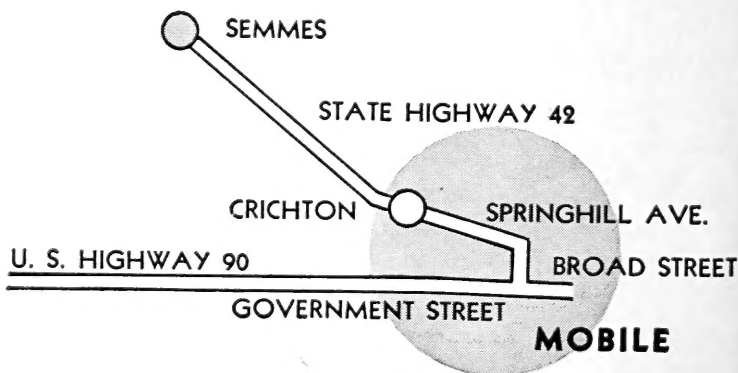 SEMMES
STATE HIGHWAY 42
CRICHTON
SPRINGHILL AVE.
U. S. HIGHWAY 90
BROAD STREET
GOVERNMENT STREET
MOBILE